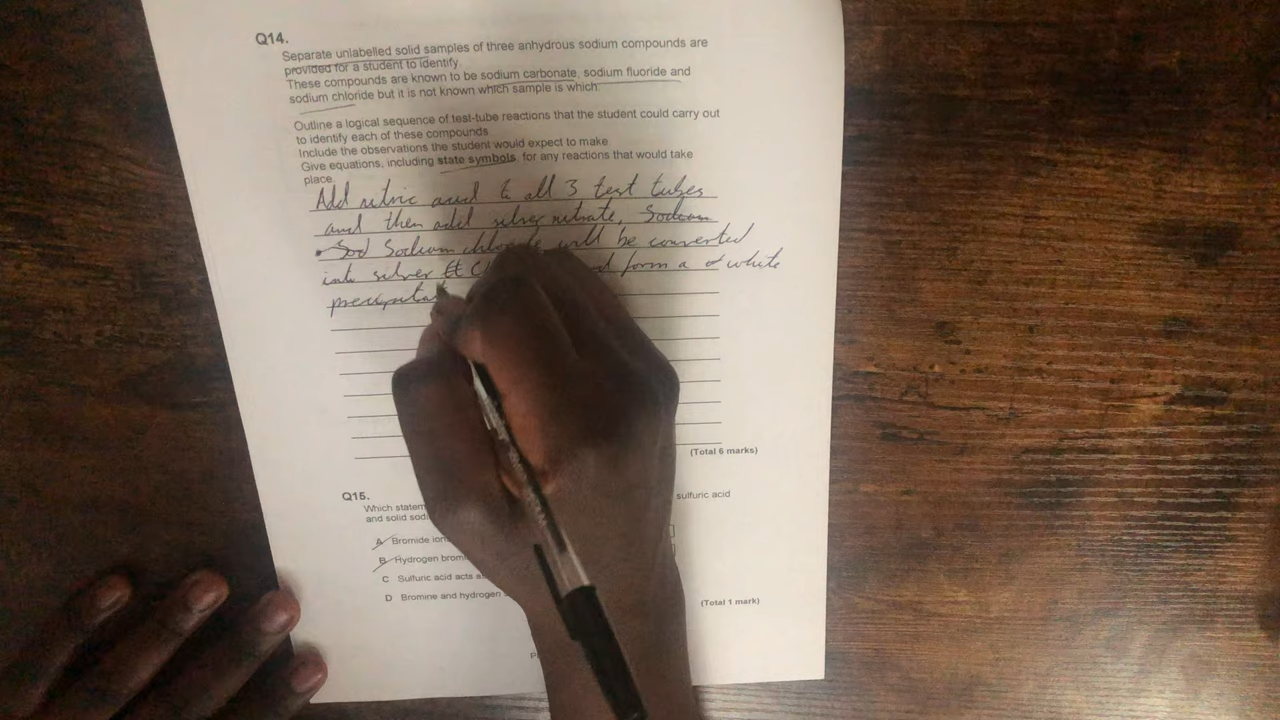 Q14.
Separate unlabelled solid samples of three anhydrous sodium compounds are
provided for a student to identify.
These compounds are known to be sodium carbonate, sodium fluoride and
sodium chloride but it is not known which sample is which.
Outline a logical sequence of test-tube reactions that the student could carry out
to identify each of these compounds.
Include the observations the student would expect to make.
Give equations, including state symbols, for any reactions that would take
place.
Add nitric acid to all 3 test tubes
and then add silver nitrate. Sodium
Sod Sodium chloride will be converted
into silver form a white
(Total 6 marks)
Q15.
Which sulfuric acid
and solid
A Bromide
B Hydrogen
C Sulfuric acid acts
D Bromine and hydrogen
(Total 1 mark)